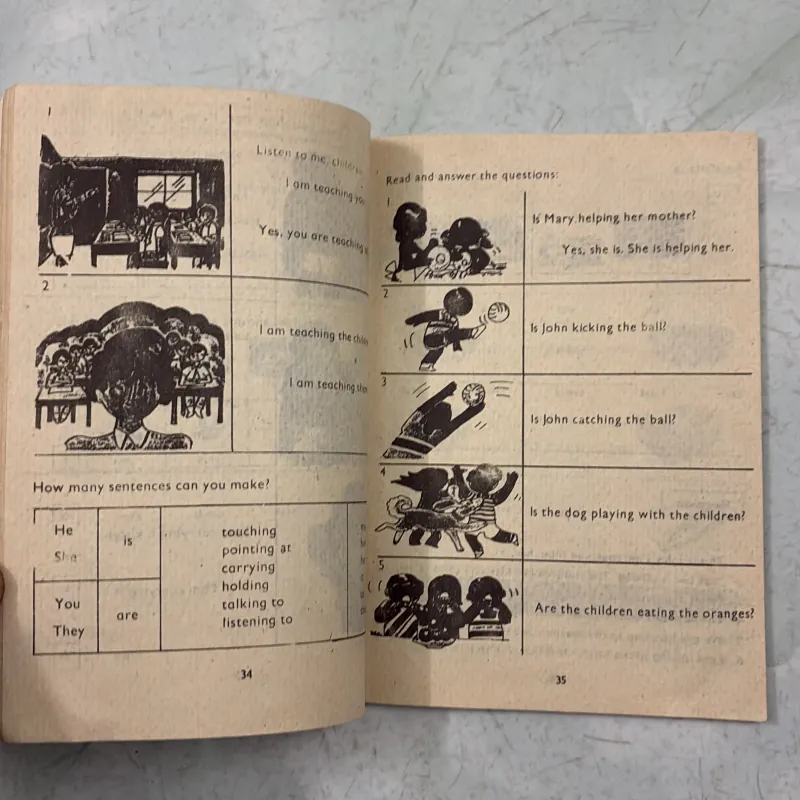 1
Listen to me, children
I am teaching you
Yes, you are teaching
2
I am teaching the
I am teaching
How many sentences can you make?
He
She
is
You
They
are
touching
pointing at
carrying
holding
talking to
listening to
34
Read and answer the questions:
1
Is Mary helping her mother?
Yes, she is. She is helping her.
2
Is John kicking the ball?
3
Is John catching the ball?
4
Is the dog playing with the children?
5
Are the children eating the oranges?
35